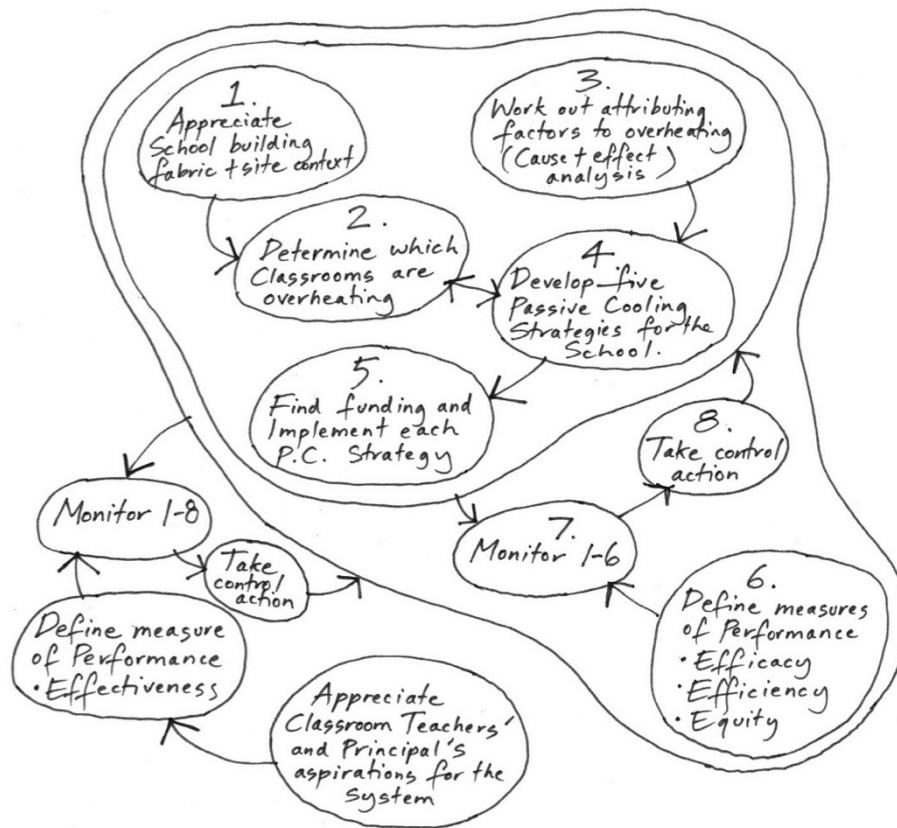 1.
Appreciate
School building
fabric + site context
3.
Work out attributing
factors to overheating
(Cause + effect
analysis)
2.
Determine which
Classrooms are
overheating
4.
Develop five
Passive Cooling
Strategies for the
School.
5.
Find funding and
Implement each
P.C. Strategy
8.
Take control
action
Monitor 1-8
7.
Monitor 1-6
Take
control
action
6.
Define measures
of Performance
• Efficacy
• Efficiency
• Equity
Define measure
of Performance
• Effectiveness
Appreciate
Classroom Teachers'
and Principal's
aspirations for the
System